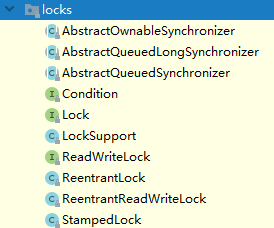 locks
AbstractOwnableSynchronizer
AbstractQueuedLongSynchronizer
AbstractQueuedSynchronizer
Condition
Lock
LockSupport
ReadWriteLock
ReentrantLock
ReentrantReadWriteLock
StampedLock